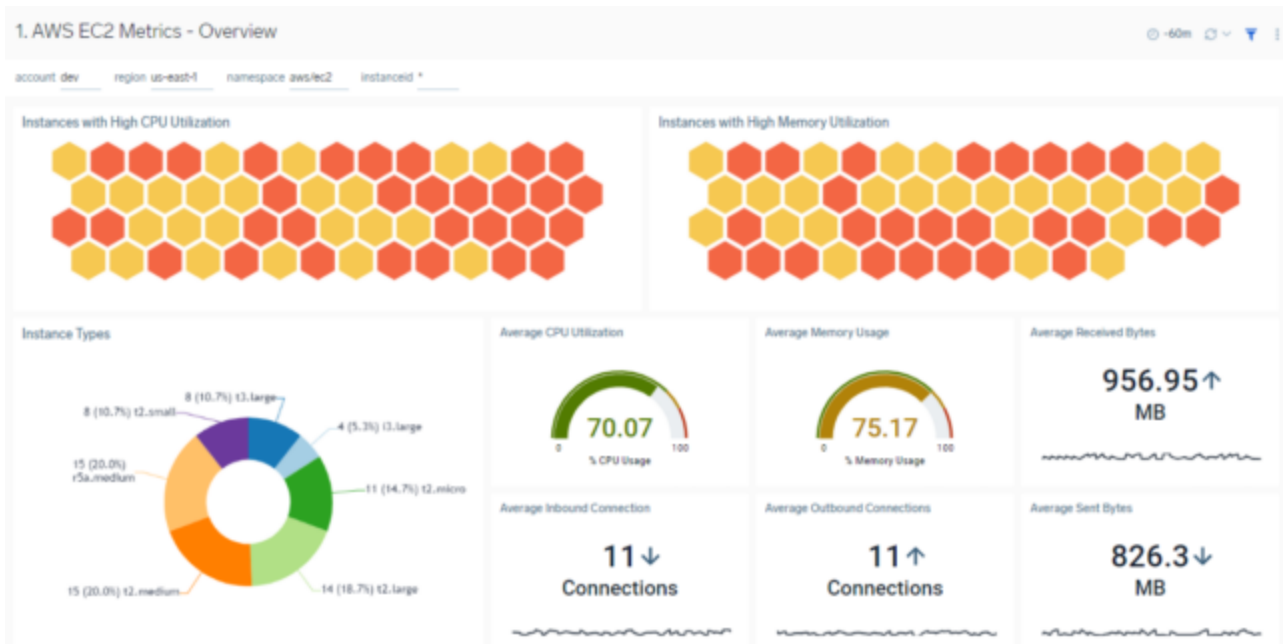 1. AWS EC2 Metrics - Overview
-60m
account dev region us-east-1 namespace aws/ec2 instanceid *
Instances with High CPU Utilization
Instances with High Memory Utilization
Instance Types
8 (10.7%) t3.large
8 (10.7%) t2.small
4 (5.3%) i3.large
15 (20.0%)
r5a.medium
11 (14.7%) t2.micro
15 (20.0%) t2.medium
14 (18.7%) t2.large
Average CPU Utilization
70.07
0 100
% CPU Usage
Average Memory Usage
75.17
0 100
% Memory Usage
Average Received Bytes
956.95
MB
Average Inbound Connection
11
Connections
Average Outbound Connections
11
Connections
Average Sent Bytes
826.3
MB